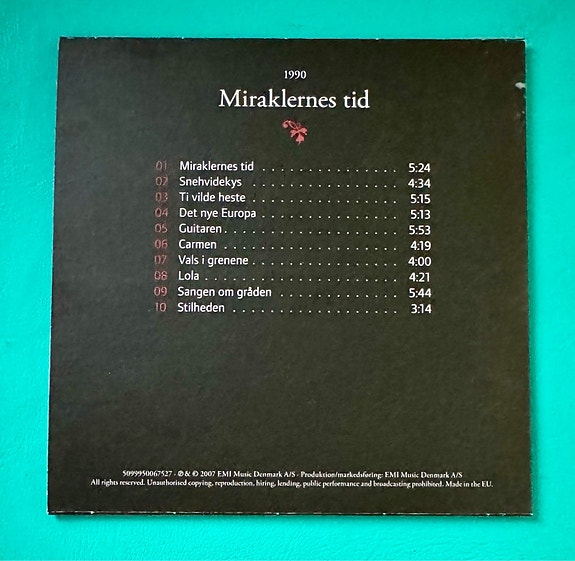 1990
Miraklernes tid
01 Miraklernes tid . . . . . . . . . . . . . . . . . 5:24
02 Snehvidekys . . . . . . . . . . . . . . . . . . 4:34
03 Ti vilde heste . . . . . . . . . . . . . . . . . . 5:15
04 Det nye Europa . . . . . . . . . . . . . . . . . 5:13
05 Guitaren . . . . . . . . . . . . . . . . . . . . . 5:53
06 Carmen . . . . . . . . . . . . . . . . . . . . . 4:19
07 Vals i grenene . . . . . . . . . . . . . . . . . . 4:00
08 Lola . . . . . . . . . . . . . . . . . . . . . . . 4:21
09 Sangen om gråden . . . . . . . . . . . . . . . 5:44
10 Stilheden . . . . . . . . . . . . . . . . . . . . 3:14
5099950067527 · ℗ & © 2007 EMI Music Denmark A/S · Produktion/markedsføring: EMI Music Denmark A/S
All rights reserved. Unauthorised copying, reproduction, hiring, lending, public performance and broadcasting prohibited. Made in the EU.